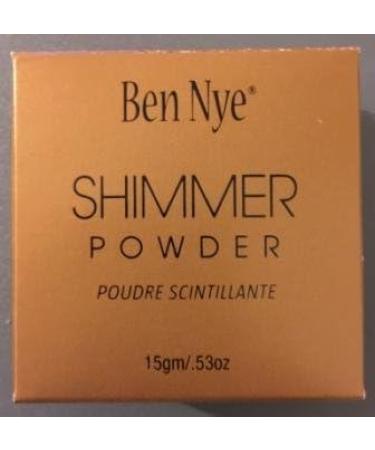 Ben Nye®
SHIMMER
POWDER
POUDRE SCINTILLANTE
15gm/.53oz